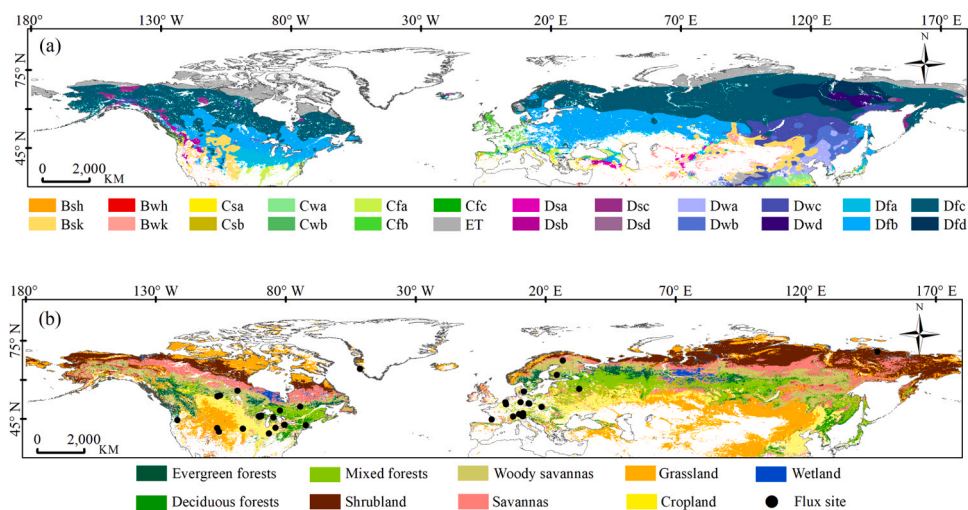 180° 130° W 80° W 30° W 20° E 70° E 120° E 170° E
(a)
N
75° N
45° N
0 2,000
KM
Bsh Bwh Csa Cwa Cfa Cfc Dsa Dsc Dwa Dwc Dfa Dfc
Bsk Bwk Csb Cwb Cfb ET Dsb Dsd Dwb Dwd Dfb Dfd
180° 130° W 80° W 30° W 20° E 70° E 120° E 170° E
(b)
N
75° N
45° N
0 2,000
KM
Evergreen forests Mixed forests Woody savannas Grassland Wetland
Deciduous forests Shrubland Savannas Cropland Flux site